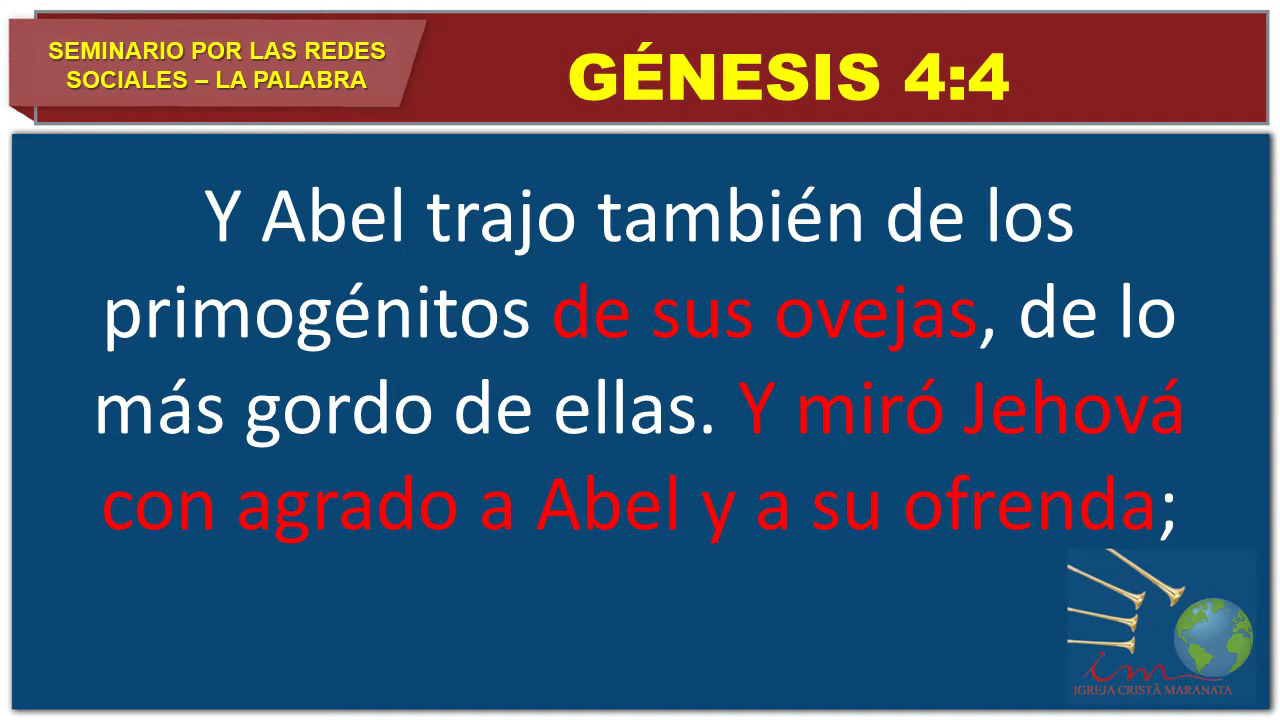 SEMINARIO POR LAS REDES
SOCIALES – LA PALABRA
GÉNESIS 4:4
Y Abel trajo también de los
primogénitos de sus ovejas, de lo
más gordo de ellas. Y miró Jehová
con agrado a Abel y a su ofrenda;
im
IGREJA CRISTÃ MARANATA